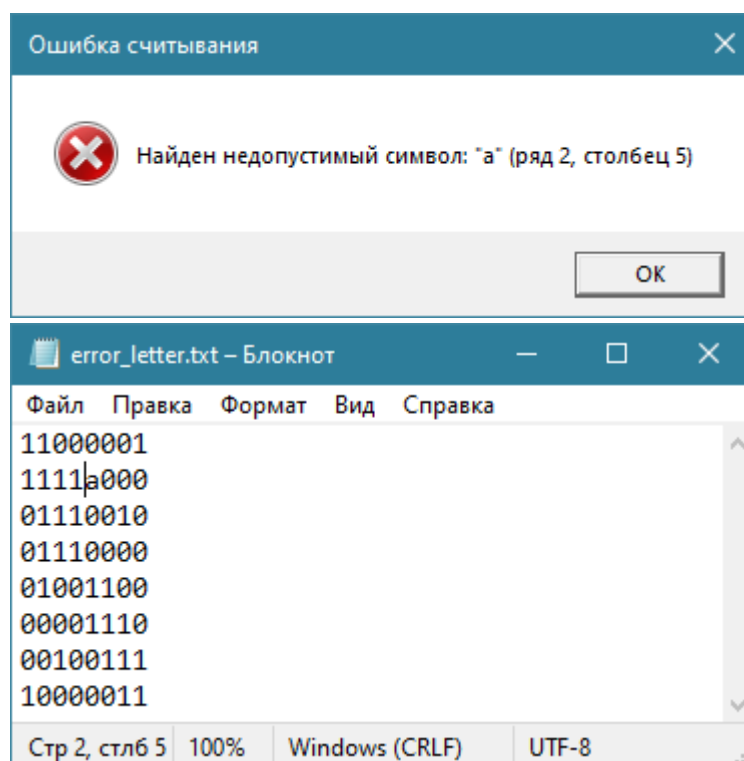 Ошибка считывания
Найден недопустимый символ: "a" (ряд 2, столбец 5)
ОК
error_letter.txt – Блокнот
Файл Правка Формат Вид Справка
11000001
1111a000
01110010
01110000
01001100
00001110
00100111
10000011
Стр 2, стлб 5 100% Windows (CRLF) UTF-8